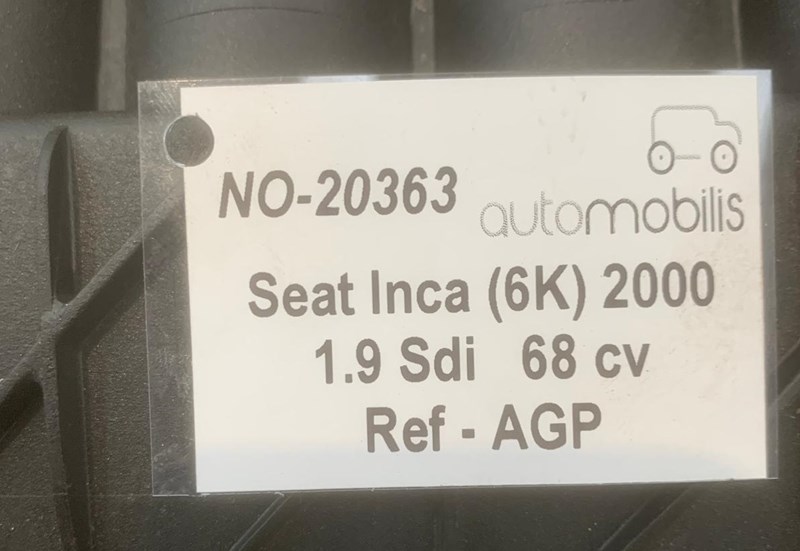 NO-20363
automobilis
Seat Inca (6K) 2000
1.9 Sdi 68 cv
Ref - AGP